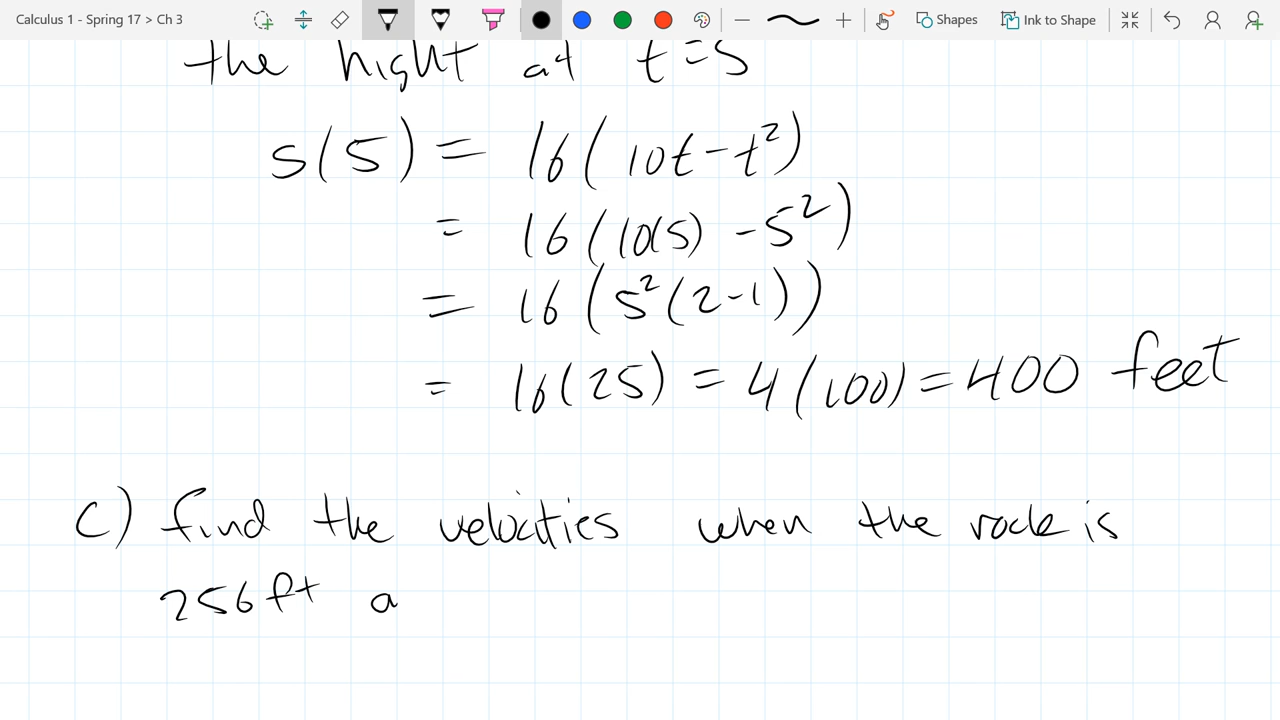 Calculus 1 - Spring 17 > Ch 3
Shapes
Ink to Shape
the hight at t=5
s(5) = 16(10t-t²)
= 16(10(5) -5²)
= 16(5²(2-1))
= 16(25) = 4(100) = 400 feet
c) find the velocities when the rock is
256ft a